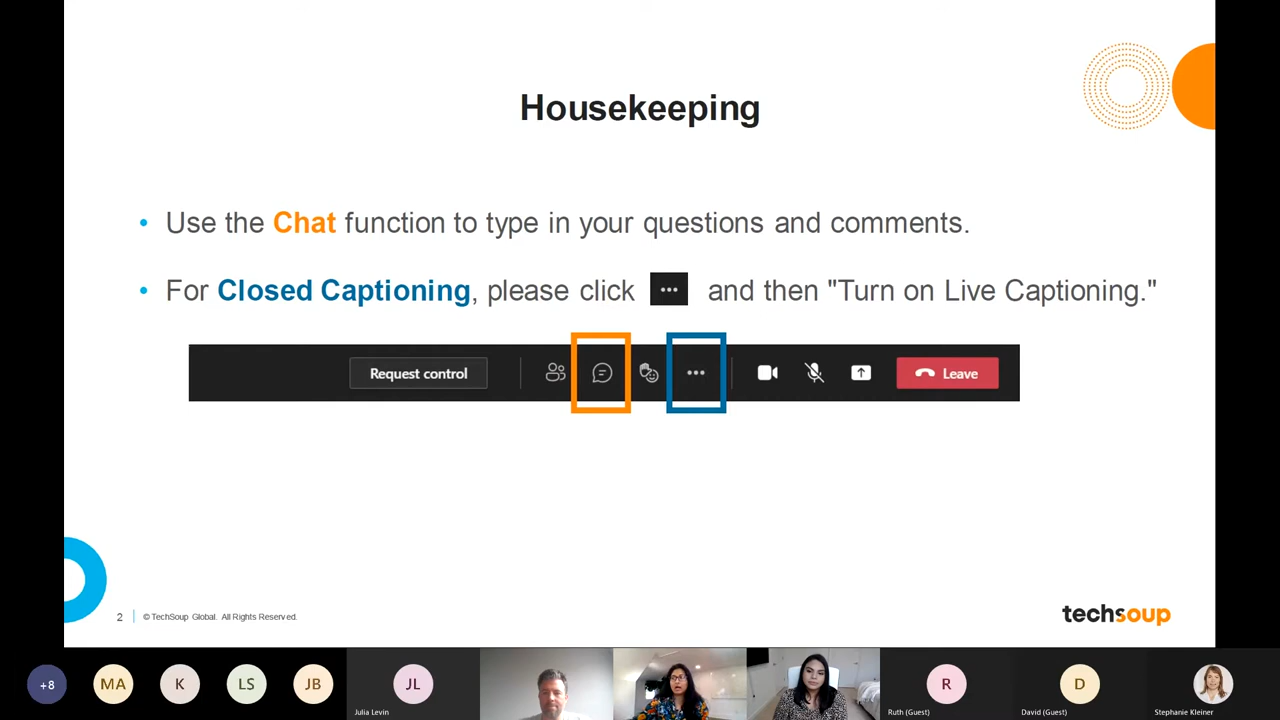 Housekeeping
• Use the Chat function to type in your questions and comments.
• For Closed Captioning, please click ... and then "Turn on Live Captioning."
Request control
Leave
2
© TechSoup Global. All Rights Reserved.
techsoup
+8
MA
K
LS
JB
JL
R
D
Julia Levin
Ruth (Guest)
David (Guest)
Stephanie Kleiner